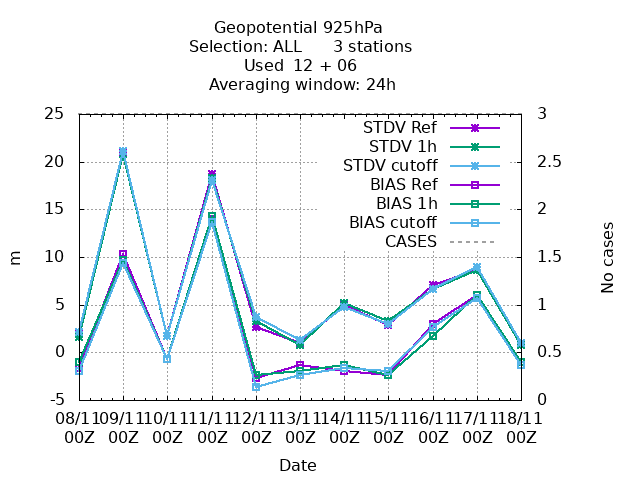 Geopotential 925hPa
Selection: ALL      3 stations
Used  12 + 06
Averaging window: 24h
25
20
15
10
5
0
-5
m
3
2.5
2
1.5
1
0.5
0
No cases
STDV Ref
STDV 1h
STDV cutoff
BIAS Ref
BIAS 1h
BIAS cutoff
CASES
08/11 09/11 10/11 11/11 12/11 13/11 14/11 15/11 16/11 17/11 18/11
00Z 00Z 00Z 00Z 00Z 00Z 00Z 00Z 00Z 00Z 00Z
Date